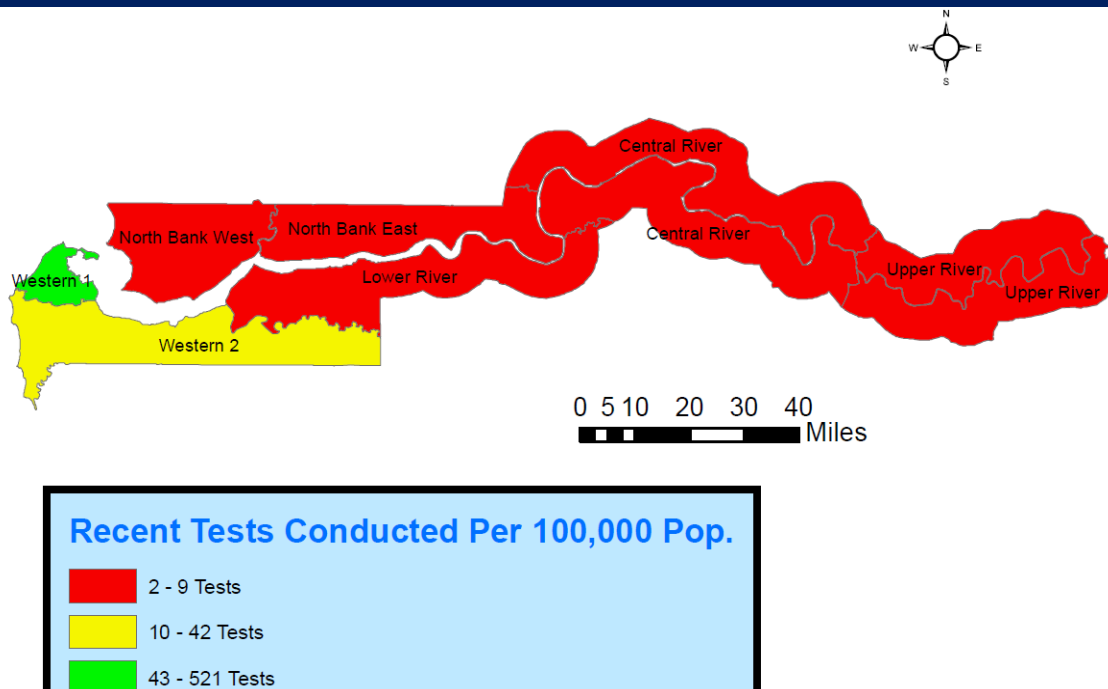 N
W E
S
Central River
North Bank West
North Bank East
Central River
Western 1
Lower River
Upper River
Upper River
Western 2
0 5 10 20 30 40
Miles
Recent Tests Conducted Per 100,000 Pop.
2 - 9 Tests
10 - 42 Tests
43 - 521 Tests